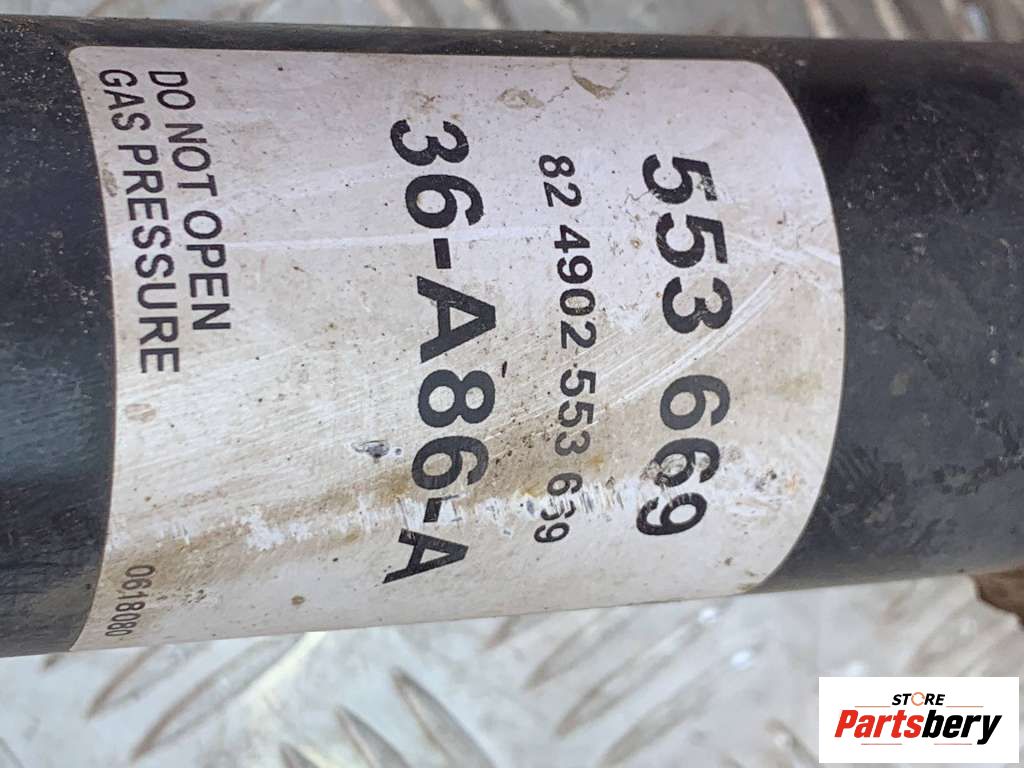 553 669
82 4902 553 669
36-A86-A
DO NOT OPEN
GAS PRESSURE
0618080
STORE
Partsbery